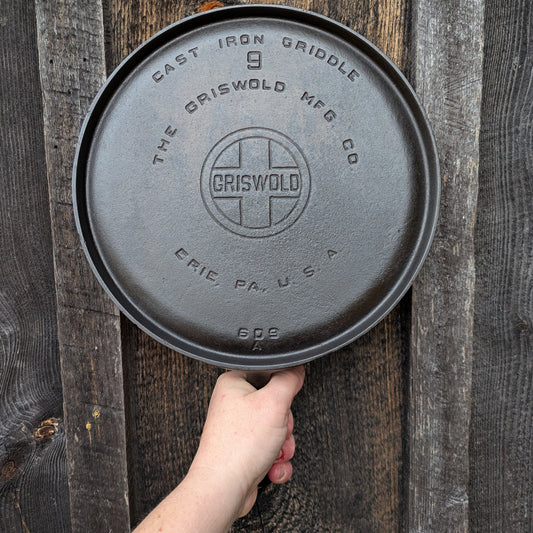 CAST IRON GRIDDLE
9
THE GRISWOLD MFG. CO
GRISWOLD
ERIE, PA., U.S.A
609
A